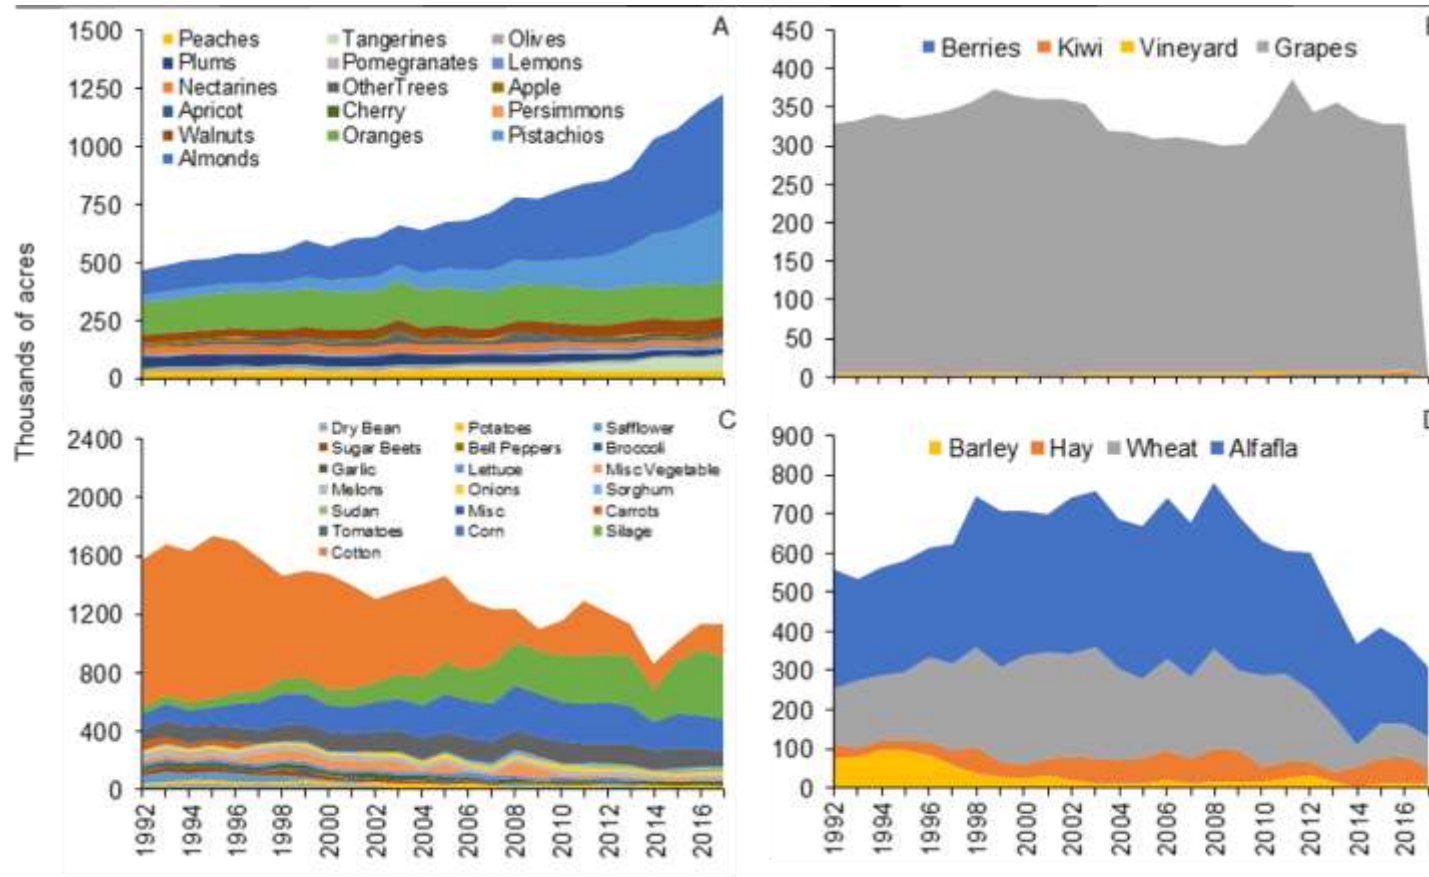 Thousands of acres
A
1500
1250
1000
750
500
250
0
Peaches Tangerines Olives
Plums Pomegranates Lemons
Nectarines OtherTrees Apple
Apricot Cherry Persimmons
Walnuts Oranges Pistachios
Almonds
450
400
350
300
250
200
150
100
50
0
Berries Kiwi Vineyard Grapes
C
2400
2000
1600
1200
800
400
0
Dry Bean Potatoes Safflower
Sugar Beets Bell Peppers Broccoli
Garlic Lettuce Misc Vegetable
Melons Onions Sorghum
Sudan Misc Carrots
Tomatoes Corn Silage
Cotton
1992 1994 1996 1998 2000 2002 2004 2006 2008 2010 2012 2014 2016
900
800
700
600
500
400
300
200
100
0
Barley Hay Wheat Alfafla
1992 1994 1996 1998 2000 2002 2004 2006 2008 2010 2012 2014 2016